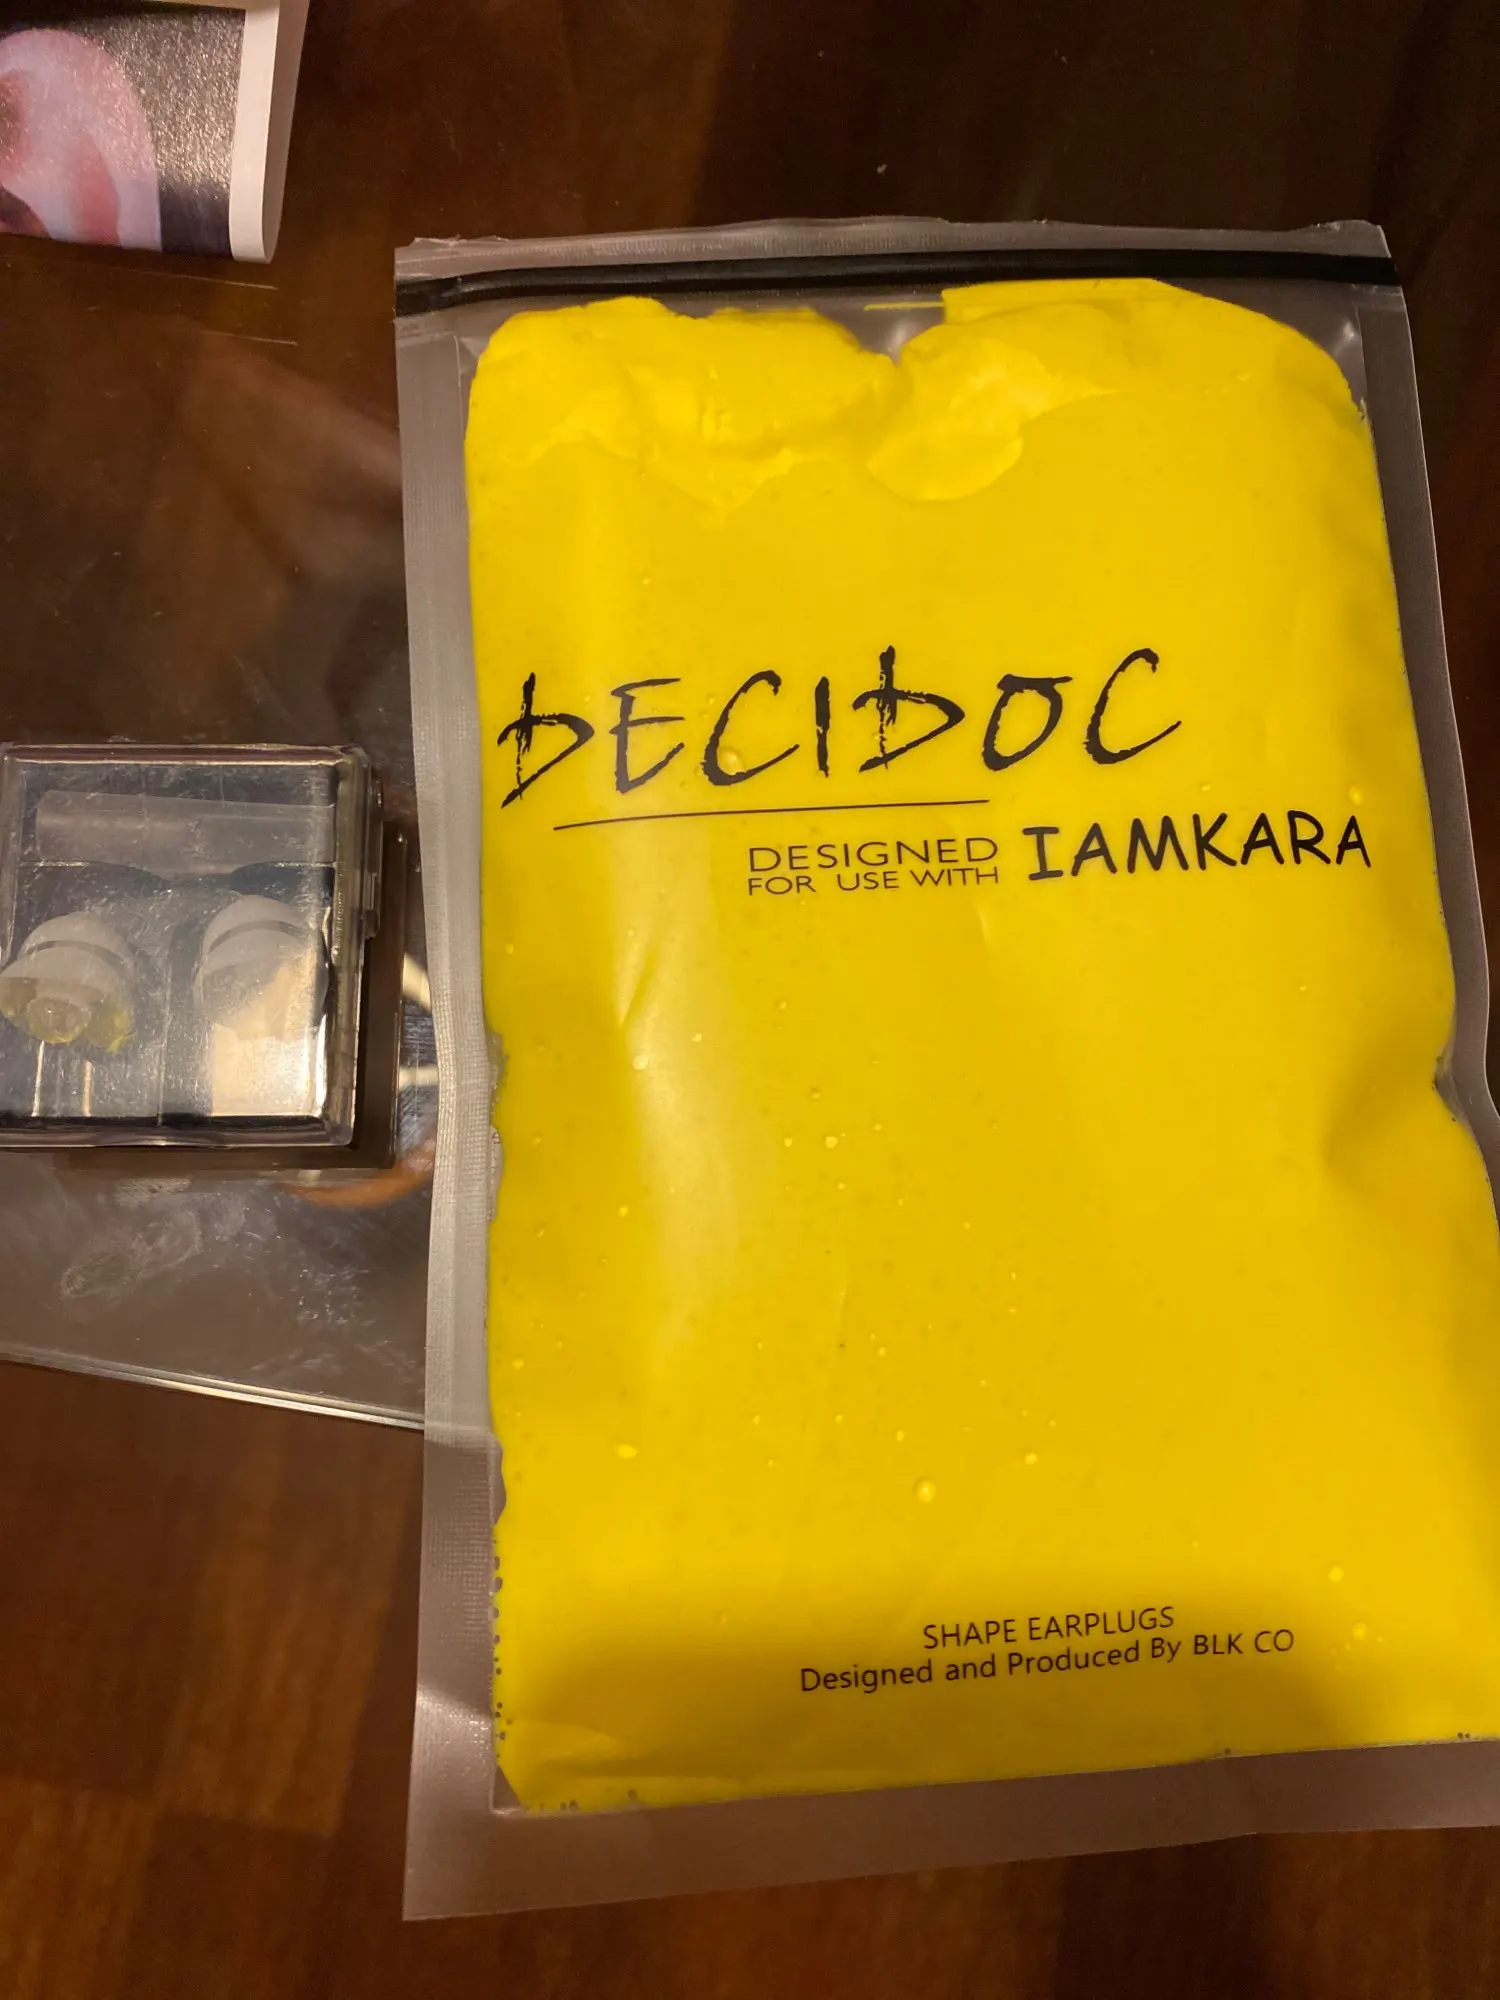 DECIDOC
DESIGNED
FOR USE WITH IAMKARA
SHAPE EARPLUGS
Designed and Produced By BLK CO